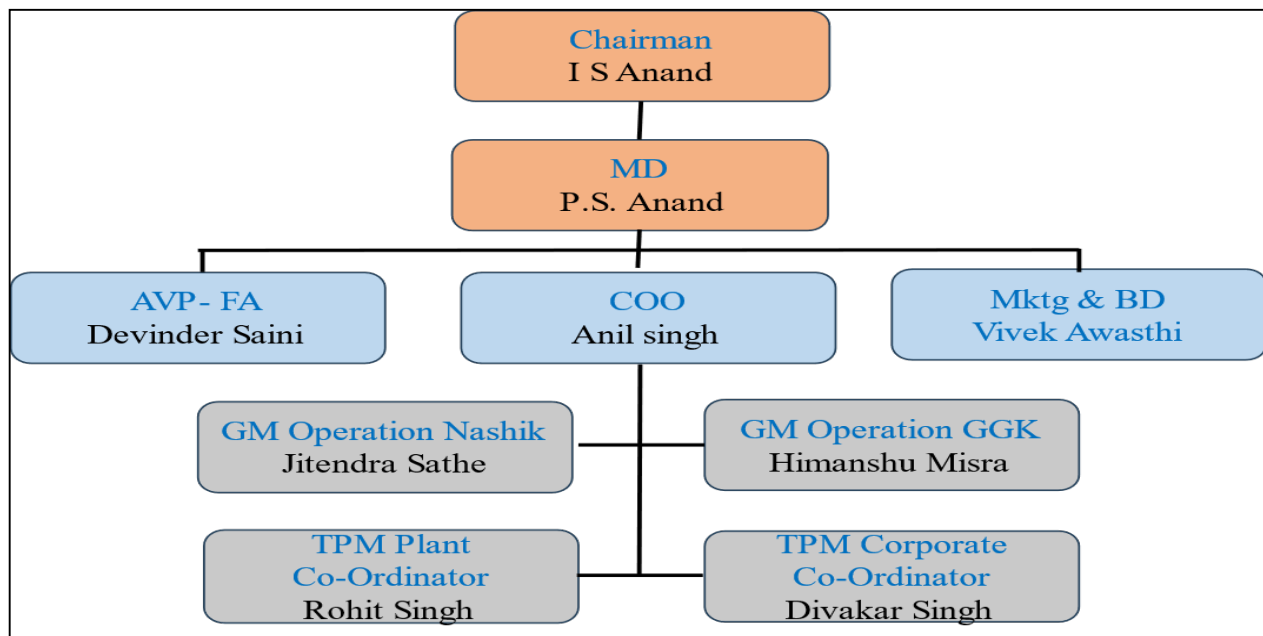 Chairman
I S Anand
MD
P.S. Anand
AVP- FA
Devinder Saini
COO
Anil singh
Mktg & BD
Vivek Awasthi
GM Operation Nashik
Jitendra Sathe
GM Operation GGK
Himanshu Misra
TPM Plant
Co-Ordinator
Rohit Singh
TPM Corporate
Co-Ordinator
Divakar Singh